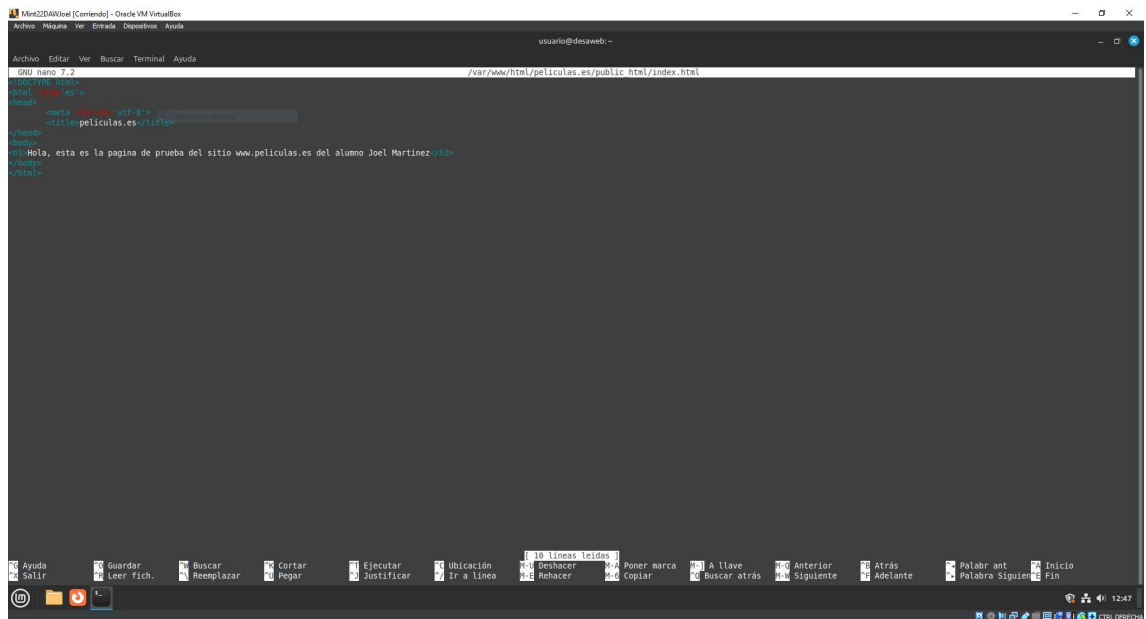 Mint22DAWJoel [Corriendo] - Oracle VM VirtualBox
Archivo Máquina Ver Entrada Dispositivos Ayuda
usuario@desaweb: ~
Archivo Editar Ver Buscar Terminal Ayuda
GNU nano 7.2 /var/www/html/peliculas.es/public_html/index.html
<!DOCTYPE html>
<html lang="es">
<head>
<meta charset="utf-8">
<title>peliculas.es</title>
</head>
<body>
<h1>Hola, esta es la pagina de prueba del sitio www.peliculas.es del alumno Joel Martinez</h2>
</body>
</html>
[ 10 líneas leídas ]
^G Ayuda ^O Guardar ^W Buscar ^K Cortar ^T Ejecutar ^C Ubicación M-U Deshacer M-A Poner marca M-] A llave M-Q Anterior ^B Atrás ^◂ Palabr ant ^A Inicio
^X Salir ^R Leer fich. ^\ Reemplazar ^U Pegar ^J Justificar ^/ Ir a línea M-E Rehacer M-6 Copiar ^Q Buscar atrás M-W Siguiente ^F Adelante ^▸ Palabra Siguien ^E Fin
12:47
CTRL DERECHA